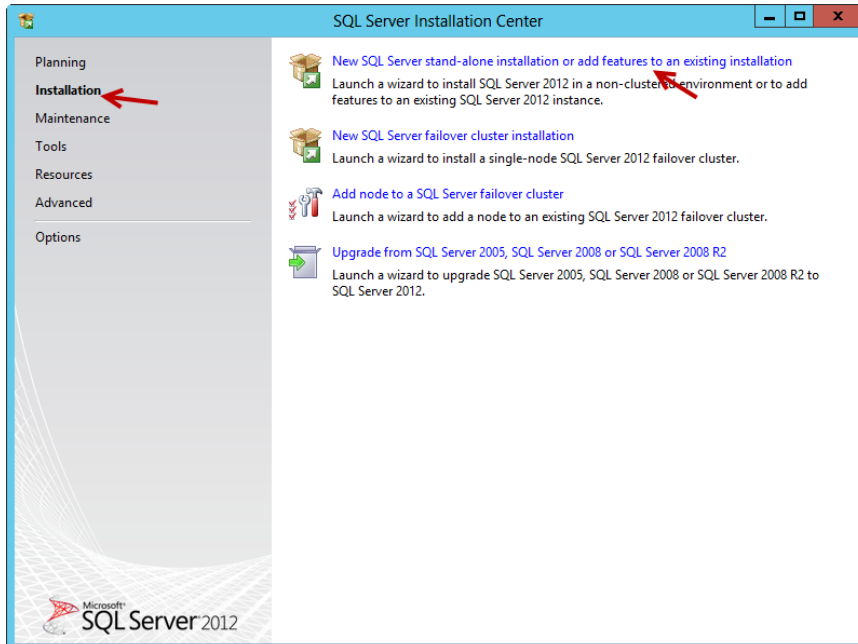 SQL Server Installation Center
Planning
Installation
Maintenance
Tools
Resources
Advanced
Options
New SQL Server stand-alone installation or add features to an existing installation
Launch a wizard to install SQL Server 2012 in a non-clustered environment or to add
features to an existing SQL Server 2012 instance.
New SQL Server failover cluster installation
Launch a wizard to install a single-node SQL Server 2012 failover cluster.
Add node to a SQL Server failover cluster
Launch a wizard to add a node to an existing SQL Server 2012 failover cluster.
Upgrade from SQL Server 2005, SQL Server 2008 or SQL Server 2008 R2
Launch a wizard to upgrade SQL Server 2005, SQL Server 2008 or SQL Server 2008 R2 to
SQL Server 2012.
Microsoft
SQL Server 2012